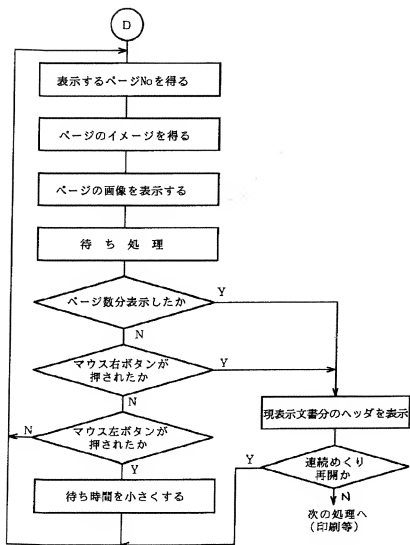 D
表示するページNoを得る
ページのイメージを得る
ページの画像を表示する
待ち処理
ページ数分表示したか
Y
N
マウス右ボタンが
押されたか
Y
N
マウス左ボタンが
押されたか
N
Y
待ち時間を小さくする
現表示文書分のヘッダを表示
連続めくり
再開か
Y
N
次の処理へ
(印刷等)